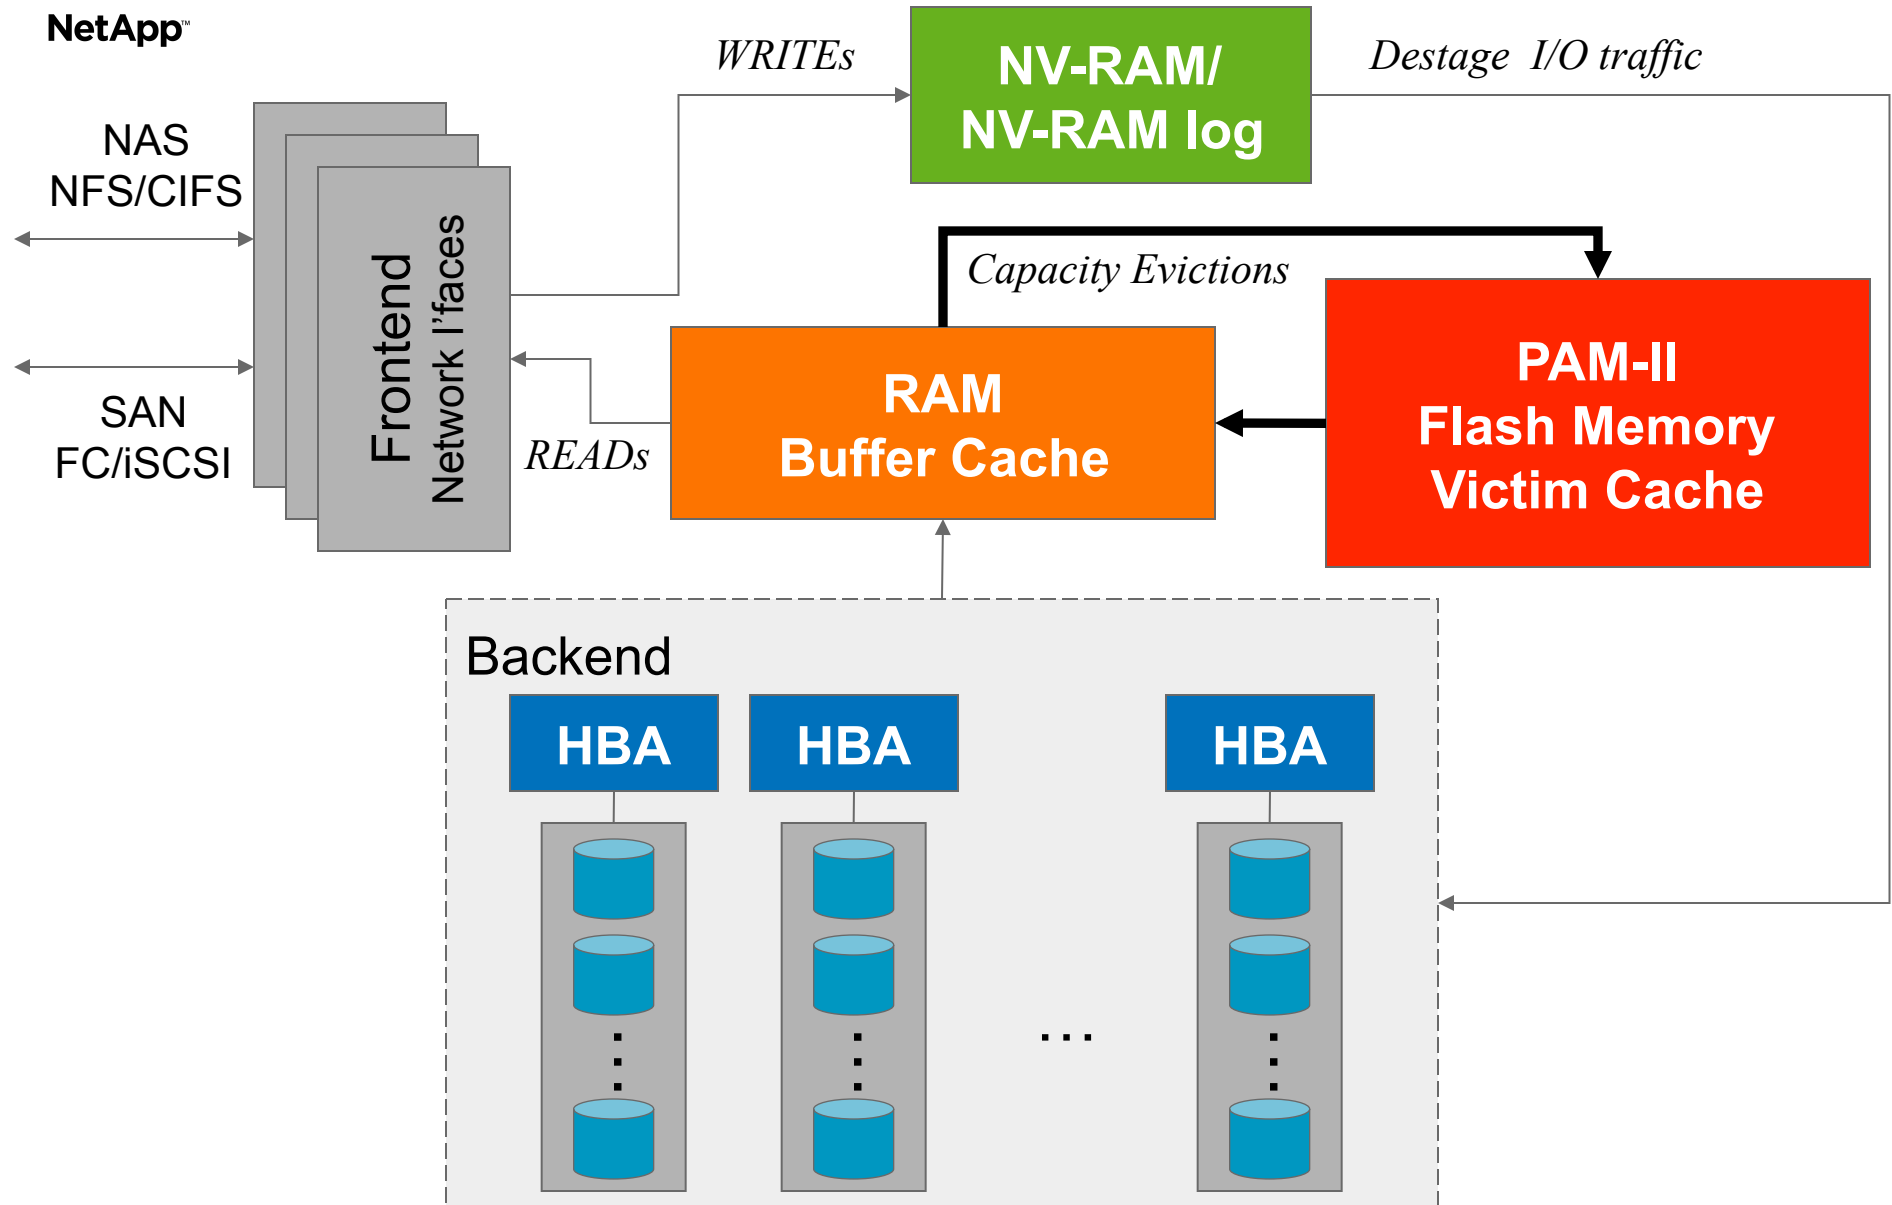 NetApp™
NAS
NFS/CIFS
SAN
FC/iSCSI
Frontend
Network I'faces
WRITEs
READs
NV-RAM/
NV-RAM log
Destage I/O traffic
Capacity Evictions
RAM
Buffer Cache
PAM-II
Flash Memory
Victim Cache
Backend
HBA
HBA
...
HBA